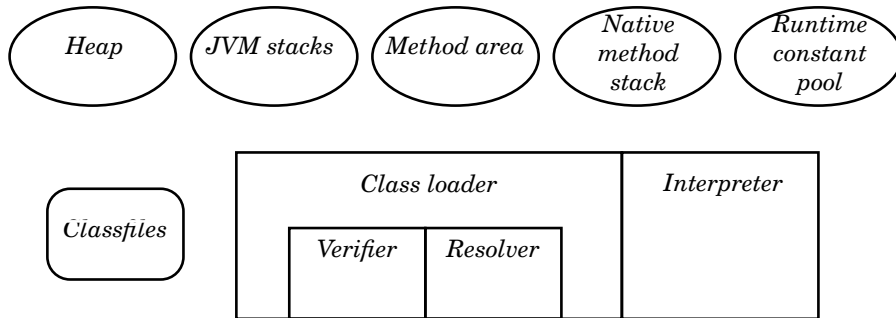 Heap
JVM stacks
Method area
Native
method
stack
Runtime
constant
pool
Class loader
Interpreter
Classfiles
Verifier
Resolver